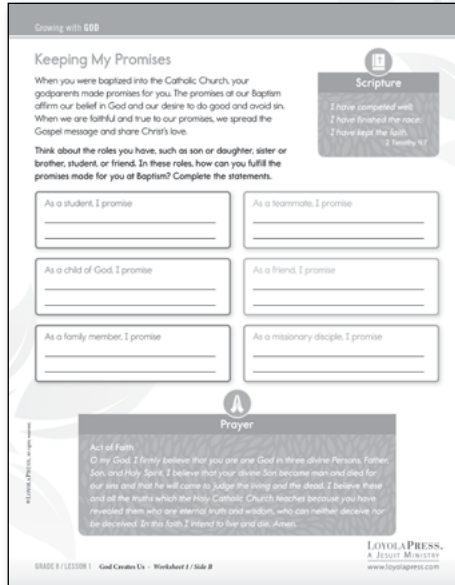 Growing with GOD
Keeping My Promises
When you were baptized into the Catholic Church, your
godparents made promises for you. The promises at our Baptism
affirm our belief in God and our desire to do good and avoid sin.
When we are faithful and true to our promises, we spread the
Gospel message and share Christ's love.
Think about the roles you have, such as son or daughter, sister or
brother, student, or friend. In these roles, how can you fulfill the
promises made for you at Baptism? Complete the statements.
Scripture
I have competed well;
I have finished the race;
I have kept the faith.
2 Timothy 4:7
As a student, I promise
As a teammate, I promise
As a child of God, I promise
As a friend, I promise
As a family member, I promise
As a missionary disciple, I promise
Prayer
Act of Faith
O my God, I firmly believe that you are one God in three divine Persons, Father,
Son, and Holy Spirit. I believe that your divine Son became man and died for
our sins and that he will come to judge the living and the dead. I believe these
and all the truths which the Holy Catholic Church teaches because you have
revealed them who are eternal truth and wisdom, who can neither deceive nor
be deceived. In this faith I intend to live and die. Amen.
© LOYOLA PRESS. All rights reserved.
GRADE 8 / LESSON 1 God Creates Us • Worksheet 1 / Side B
LOYOLA PRESS.
A JESUIT MINISTRY
www.loyolapress.com